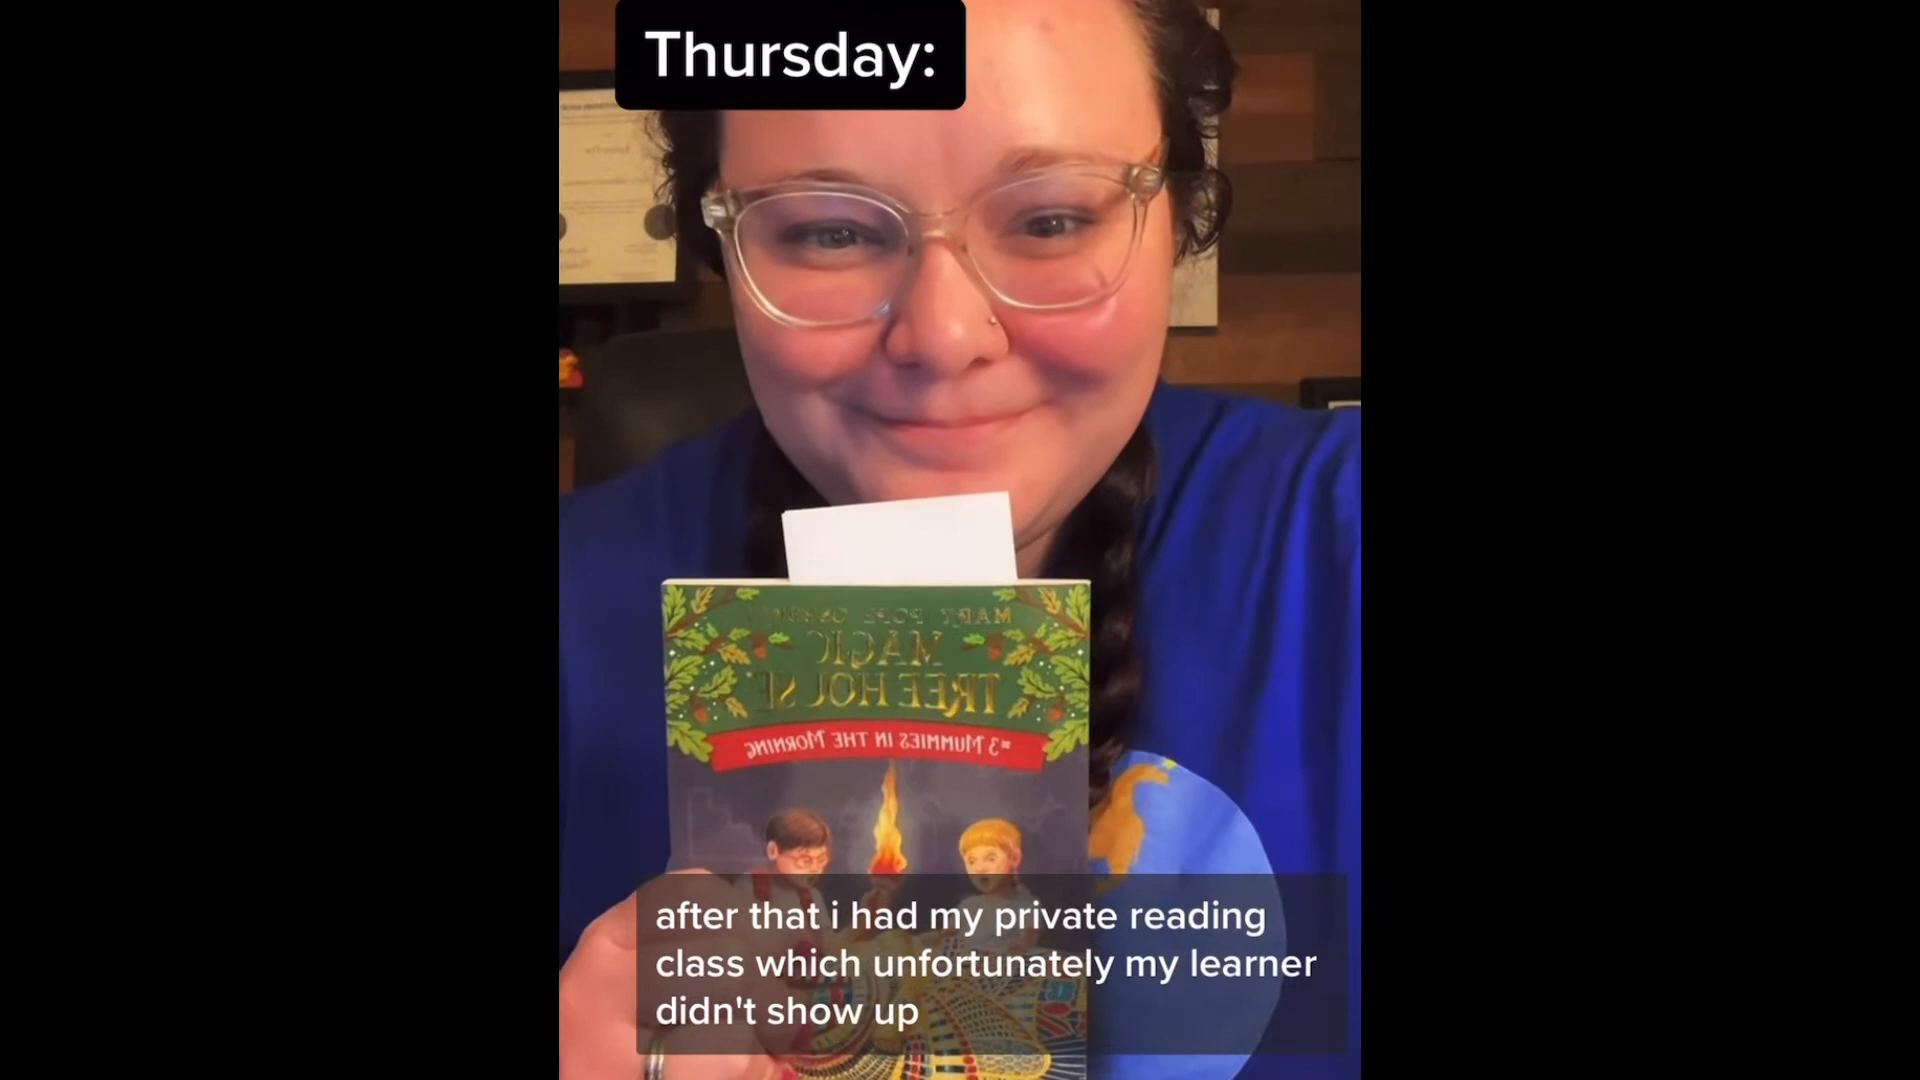 Thursday:
MARY POPE OSBORNE
MAGIC
TREE HOUSE
#3 MUMMIES IN THE MORNING
after that i had my private reading
class which unfortunately my learner
didn't show up